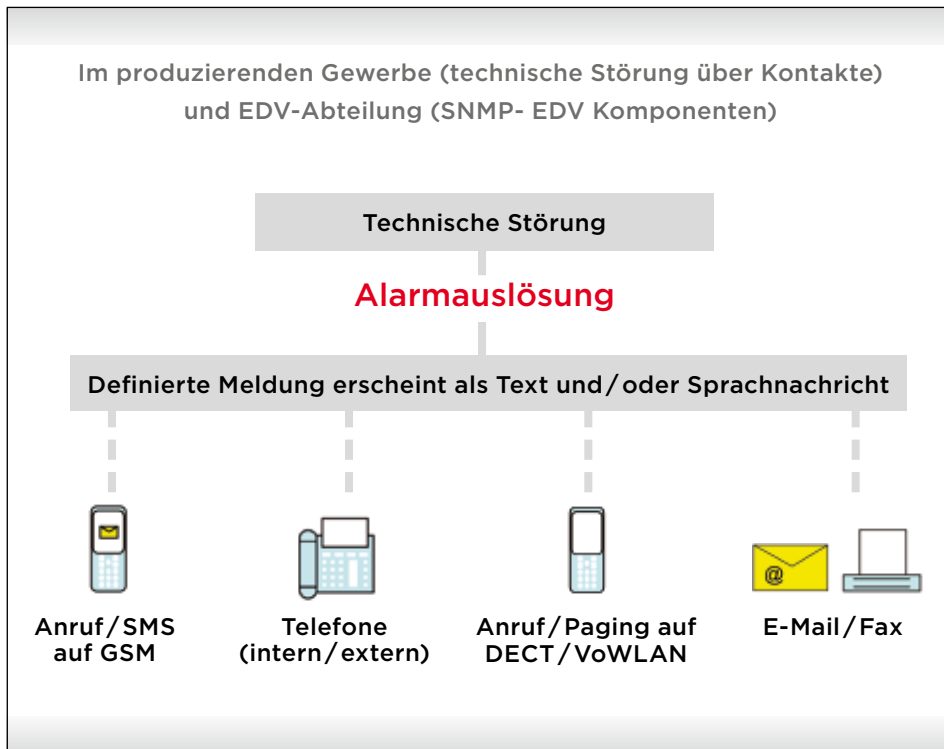 Im produzierenden Gewerbe (technische Störung über Kontakte)
und EDV-Abteilung (SNMP- EDV Komponenten)
Technische Störung
Alarmauslösung
Definierte Meldung erscheint als Text und/oder Sprachnachricht
@
Anruf/SMS
auf GSM
Telefone
(intern/extern)
Anruf/Paging auf
DECT/VoWLAN
E-Mail/Fax